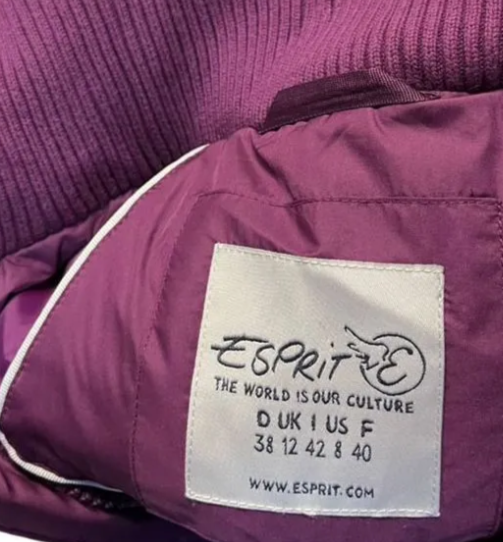 ESPRIT E
THE WORLD IS OUR CULTURE
D UK I US F
38 12 42 8 40
WWW.ESPRIT.COM